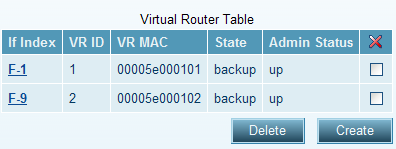 Virtual Router Table
If Index VR ID VR MAC State Admin Status
F-1 1 00005e000101 backup up
F-9 2 00005e000102 backup up
Delete Create